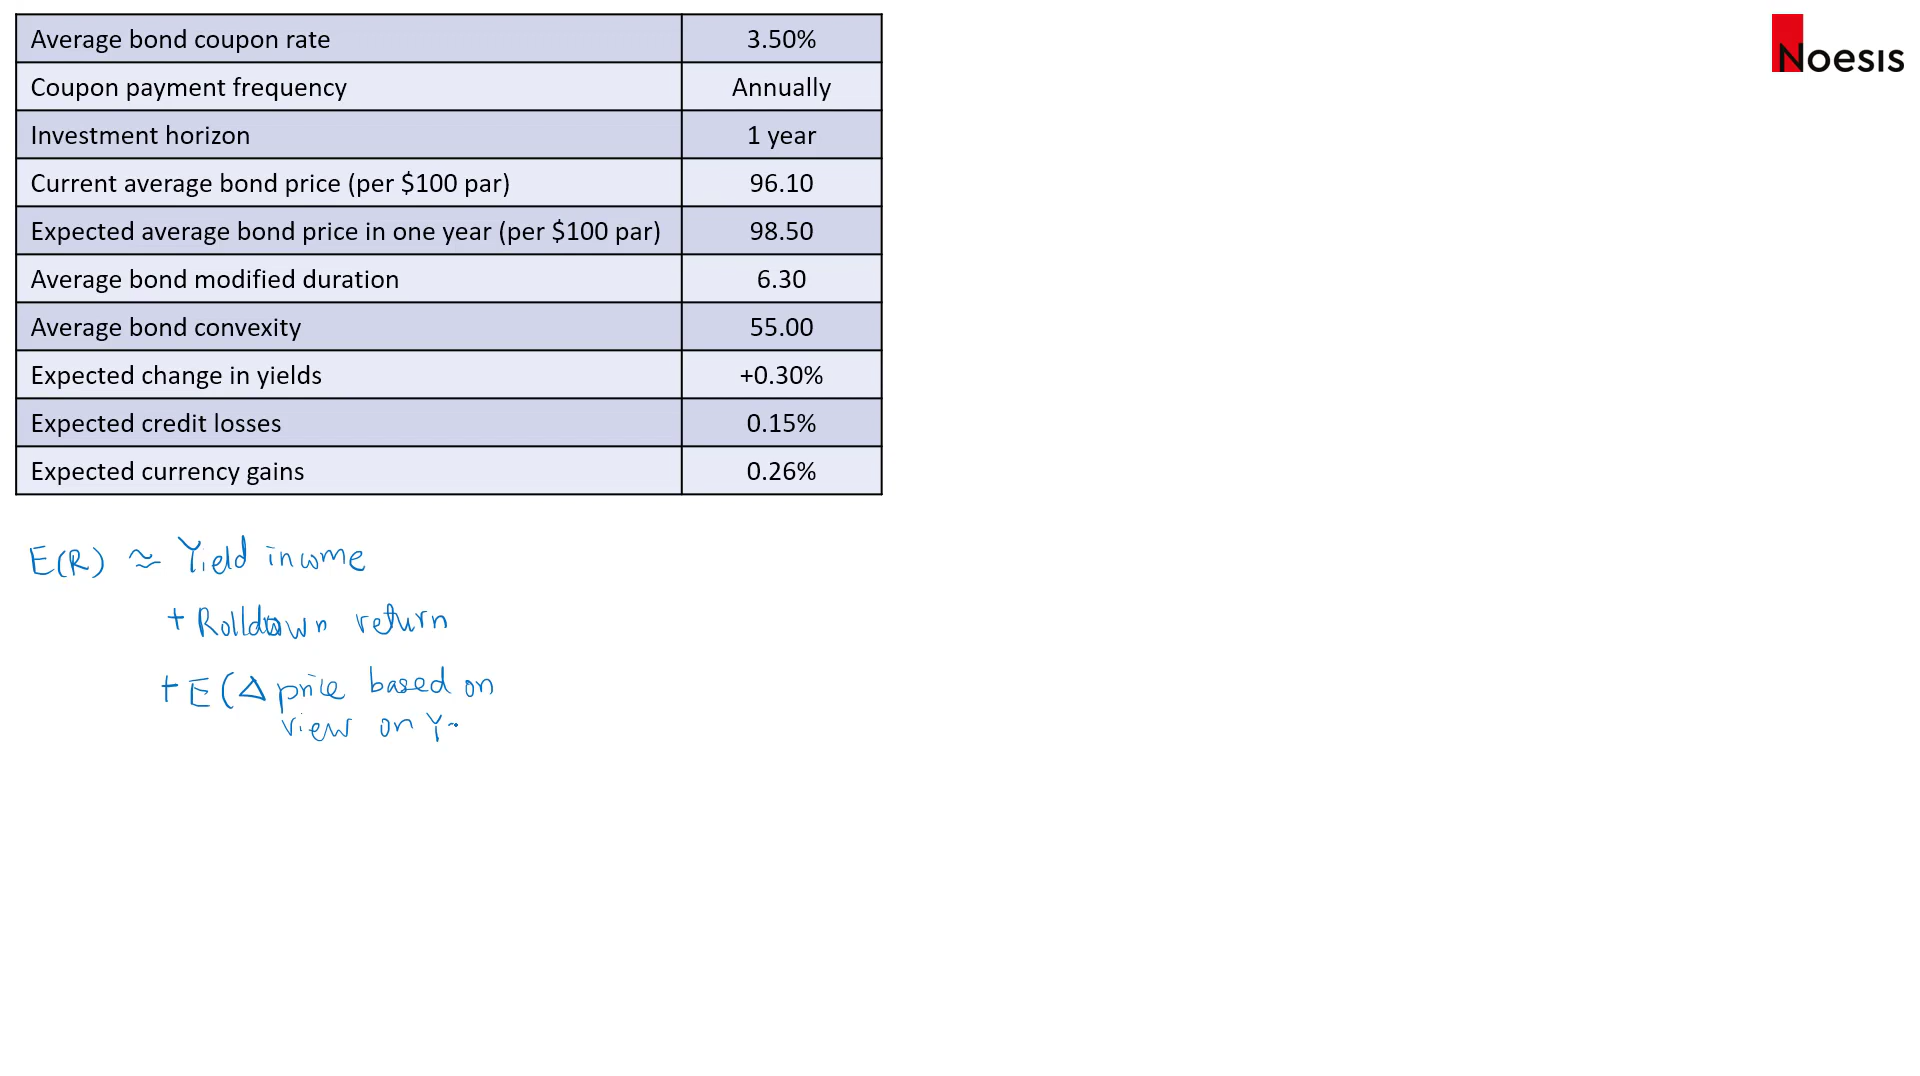 Average bond coupon rate 3.50%
Coupon payment frequency Annually
Investment horizon 1 year
Current average bond price (per $100 par) 96.10
Expected average bond price in one year (per $100 par) 98.50
Average bond modified duration 6.30
Average bond convexity 55.00
Expected change in yields +0.30%
Expected credit losses 0.15%
Expected currency gains 0.26%
Noesis
E(R) ≈ Yield income
+ Rolldown return
+ E(Δ price based on
view on Y